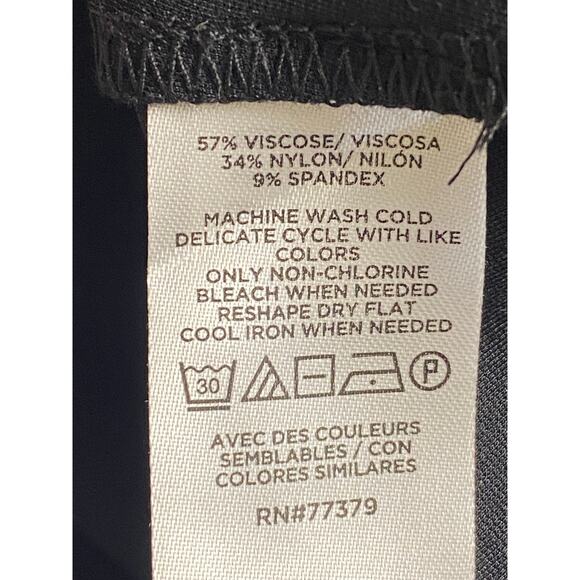 57% VISCOSE/ VISCOSA
34% NYLON/ NILÓN
9% SPANDEX
MACHINE WASH COLD
DELICATE CYCLE WITH LIKE
COLORS
ONLY NON-CHLORINE
BLEACH WHEN NEEDED
RESHAPE DRY FLAT
COOL IRON WHEN NEEDED
30 P
AVEC DES COULEURS
SEMBLABLES / CON
COLORES SIMILARES
RN#77379